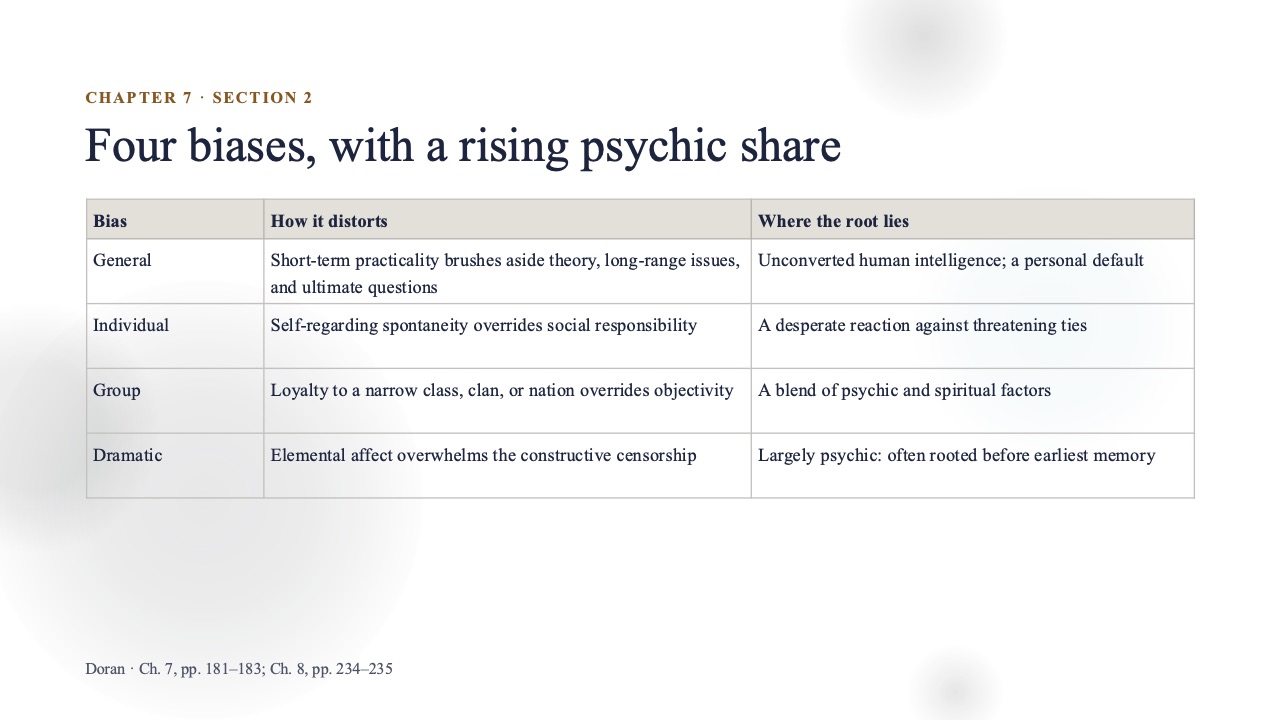 CHAPTER 7 · SECTION 2
Four biases, with a rising psychic share
Bias
How it distorts
Where the root lies
General
Short-term practicality brushes aside theory, long-range issues,
and ultimate questions
Unconverted human intelligence; a personal default
Individual
Self-regarding spontaneity overrides social responsibility
A desperate reaction against threatening ties
Group
Loyalty to a narrow class, clan, or nation overrides objectivity
A blend of psychic and spiritual factors
Dramatic
Elemental affect overwhelms the constructive censorship
Largely psychic: often rooted before earliest memory
Doran · Ch. 7, pp. 181–183; Ch. 8, pp. 234–235